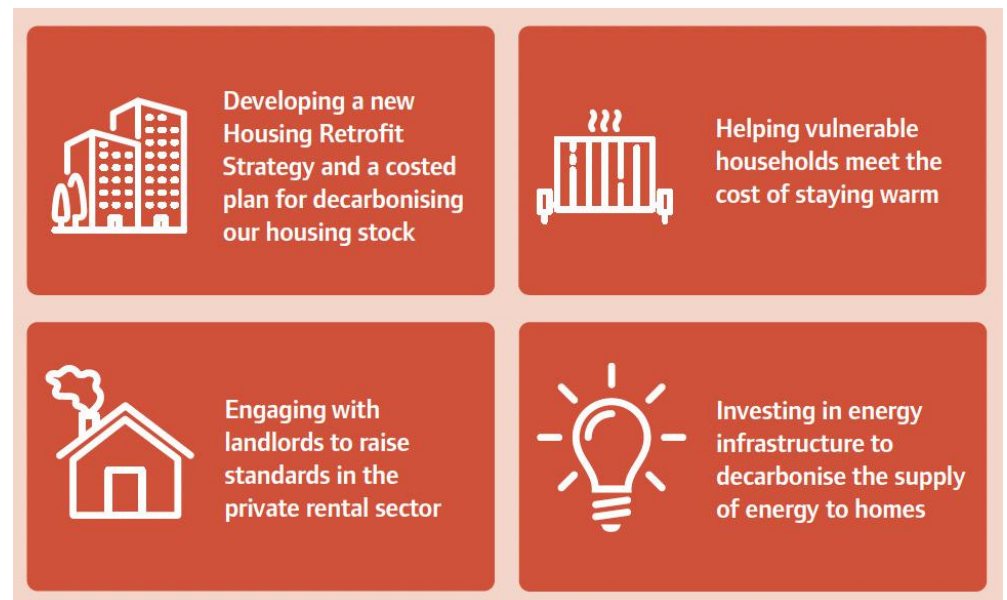 Developing a new
Housing Retrofit
Strategy and a costed
plan for decarbonising
our housing stock
Helping vulnerable
households meet the
cost of staying warm
Engaging with
landlords to raise
standards in the
private rental sector
Investing in energy
infrastructure to
decarbonise the supply
of energy to homes